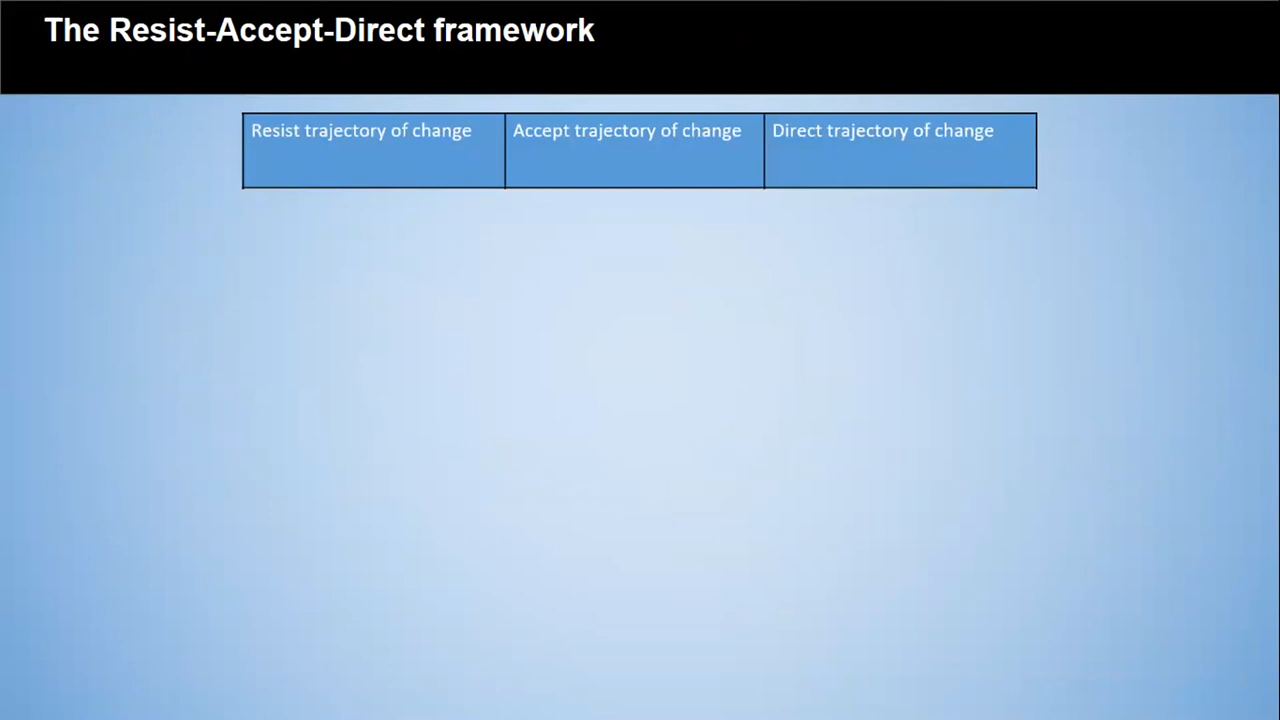 The Resist-Accept-Direct framework
Resist trajectory of change
Accept trajectory of change
Direct trajectory of change